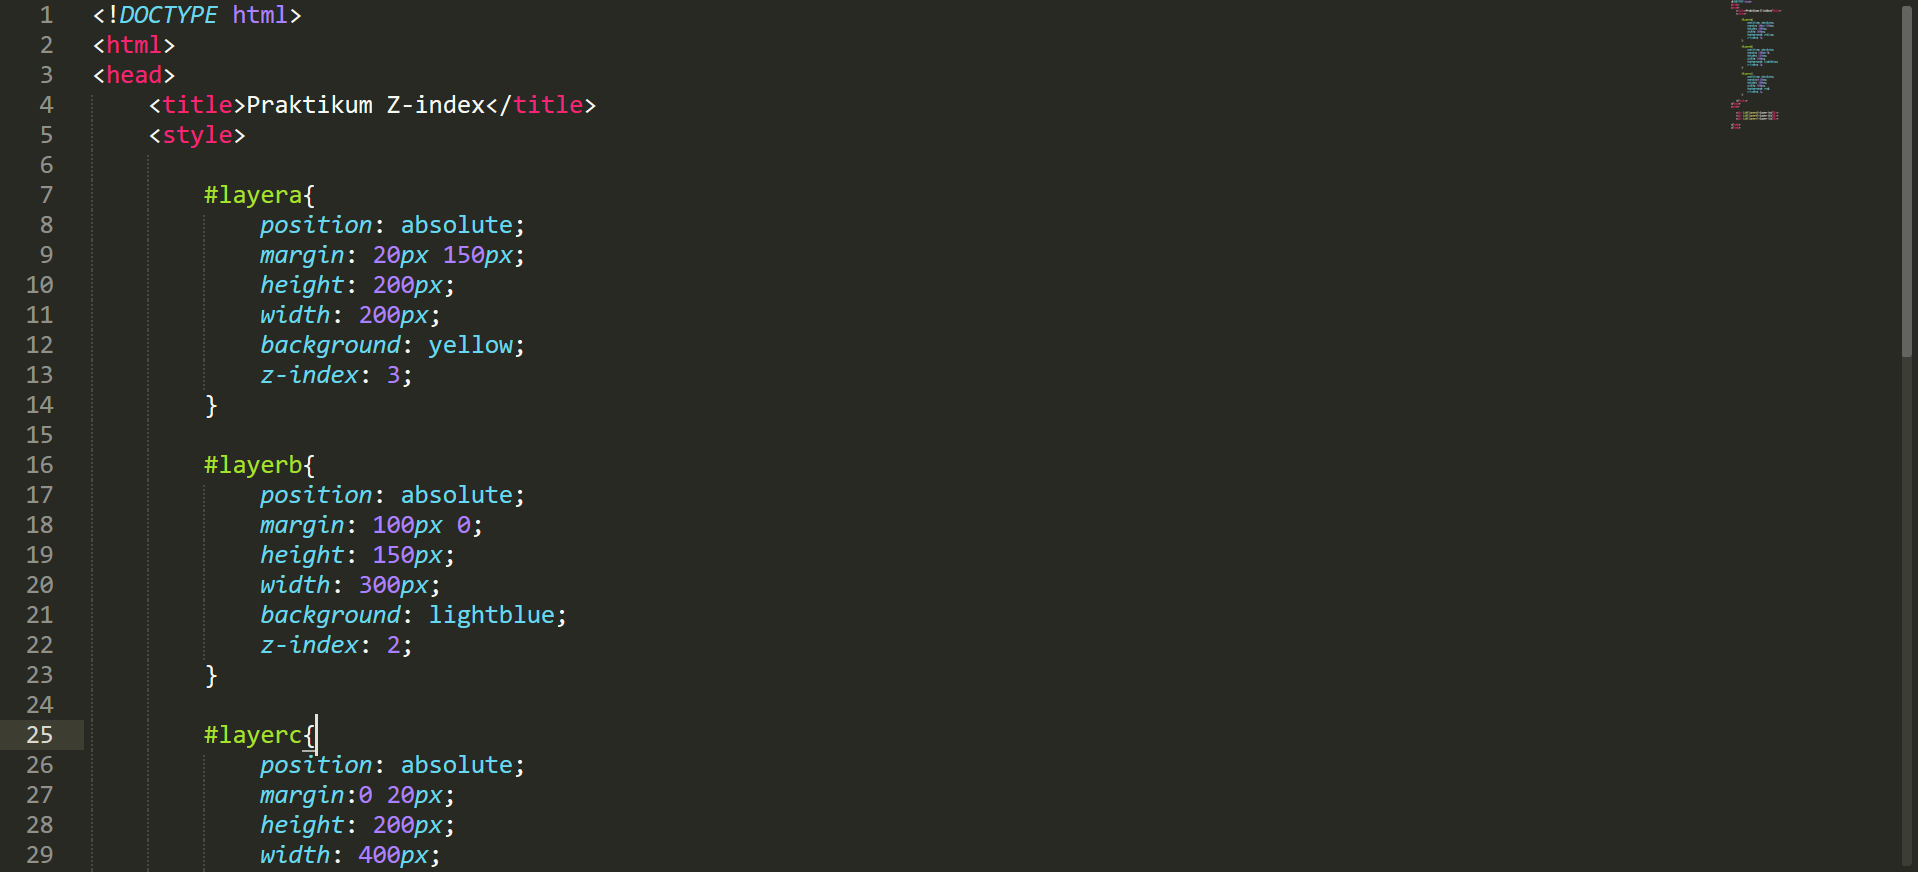 1 <!DOCTYPE html>
2 <html>
3 <head>
4 <title>Praktikum Z-index</title>
5 <style>
6
7 #layera{
8 position: absolute;
9 margin: 20px 150px;
10 height: 200px;
11 width: 200px;
12 background: yellow;
13 z-index: 3;
14 }
15
16 #layerb{
17 position: absolute;
18 margin: 100px 0;
19 height: 150px;
20 width: 300px;
21 background: lightblue;
22 z-index: 2;
23 }
24
25 #layerc{
26 position: absolute;
27 margin:0 20px;
28 height: 200px;
29 width: 400px;